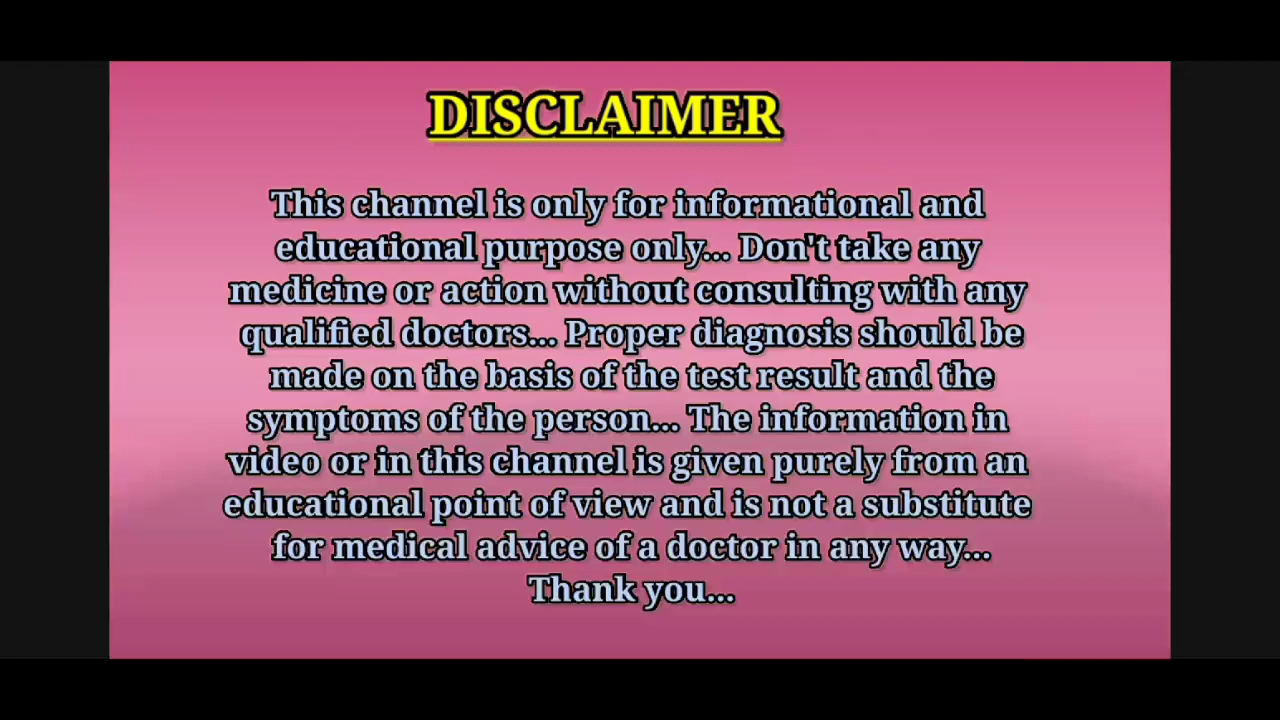 DISCLAIMER
This channel is only for informational and
educational purpose only... Don't take any
medicine or action without consulting with any
qualified doctors... Proper diagnosis should be
made on the basis of the test result and the
symptoms of the person... The information in
video or in this channel is given purely from an
educational point of view and is not a substitute
for medical advice of a doctor in any way...
Thank you...